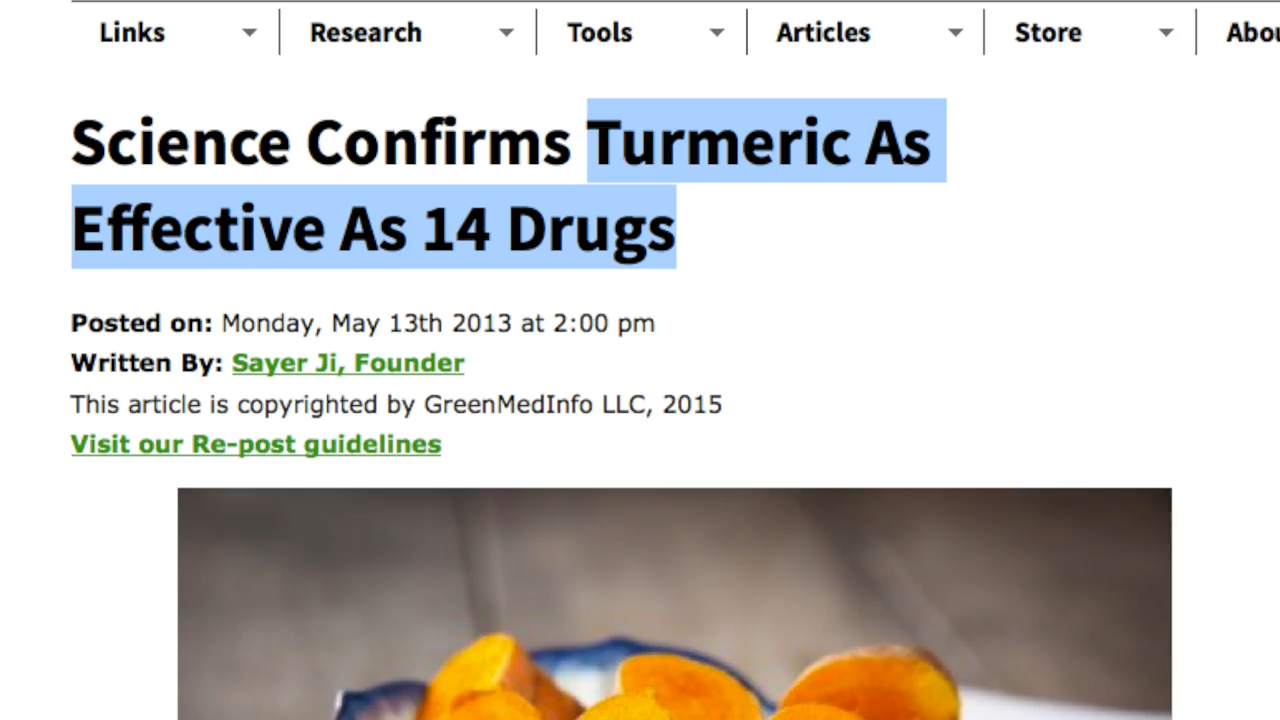 Links Research Tools Articles Store
Science Confirms Turmeric As
Effective As 14 Drugs
Posted on: Monday, May 13th 2013 at 2:00 pm
Written By: Sayer Ji, Founder
This article is copyrighted by GreenMedInfo LLC, 2015
Visit our Re-post guidelines